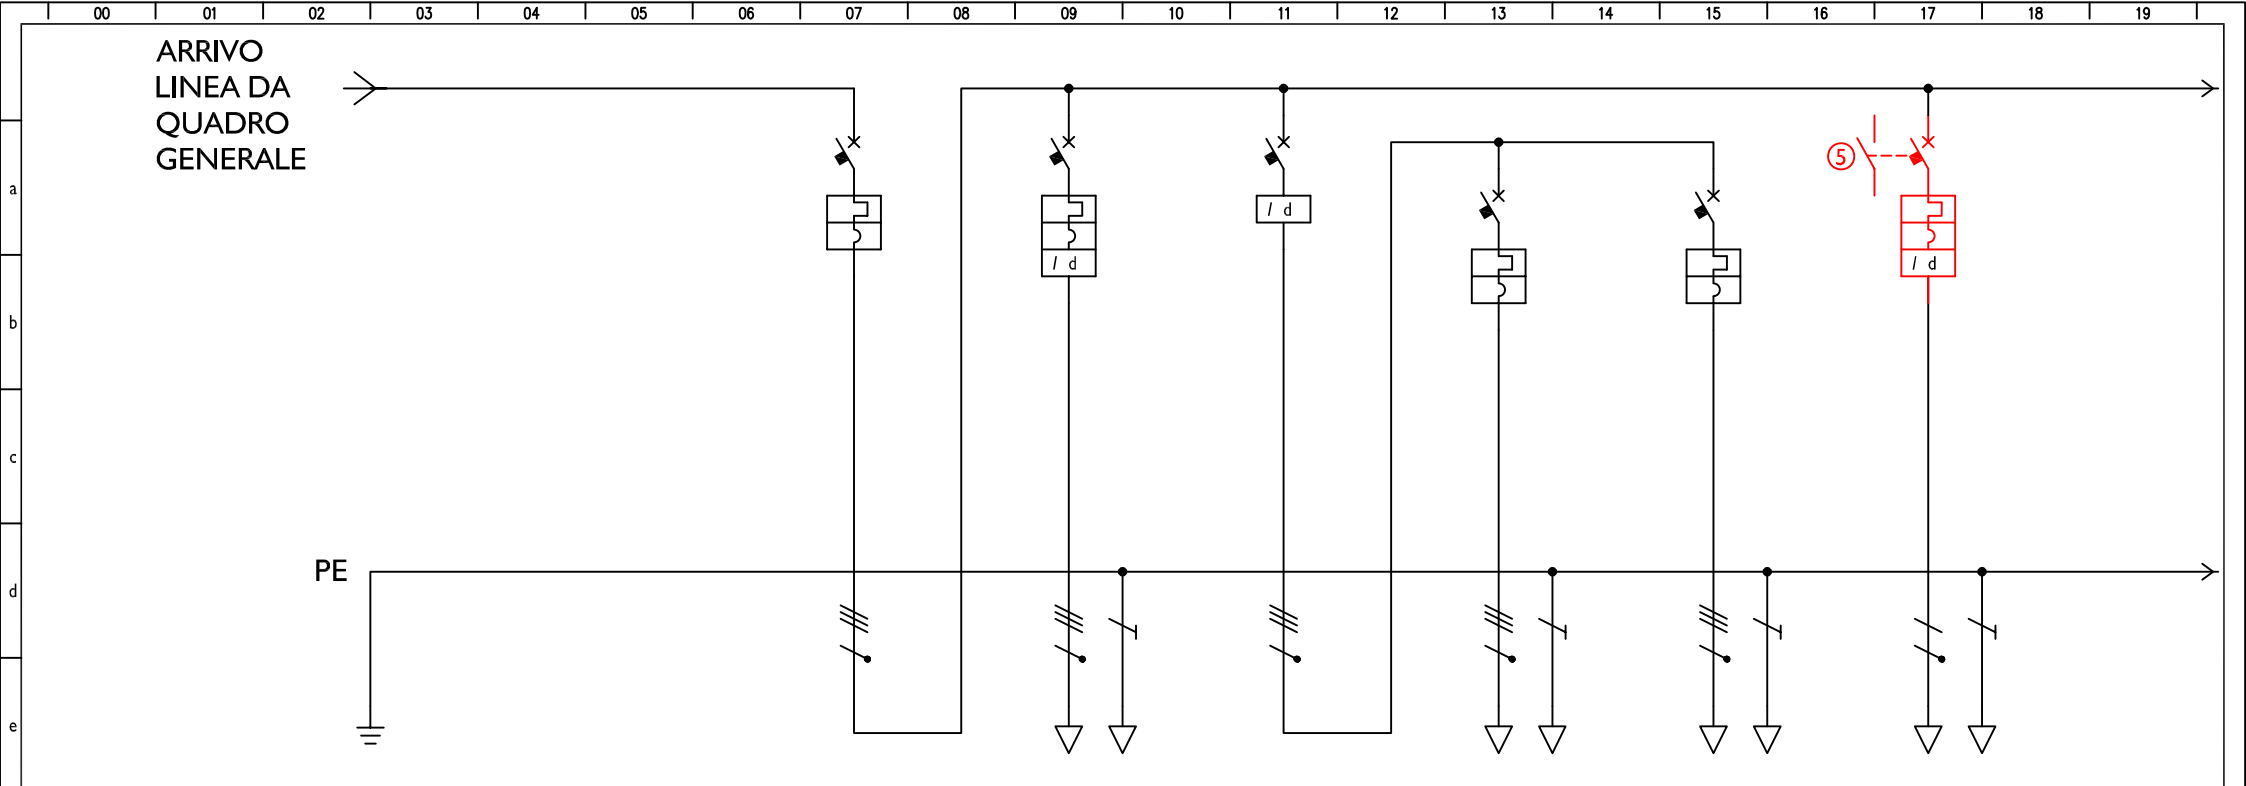 00 01 02 03 04 05 06 07 08 09 10 11 12 13 14 15 16 17 18 19
ARRIVO
LINEA DA
QUADRO
GENERALE
5
a
I d
I d
I d
b
c
PE
d
e